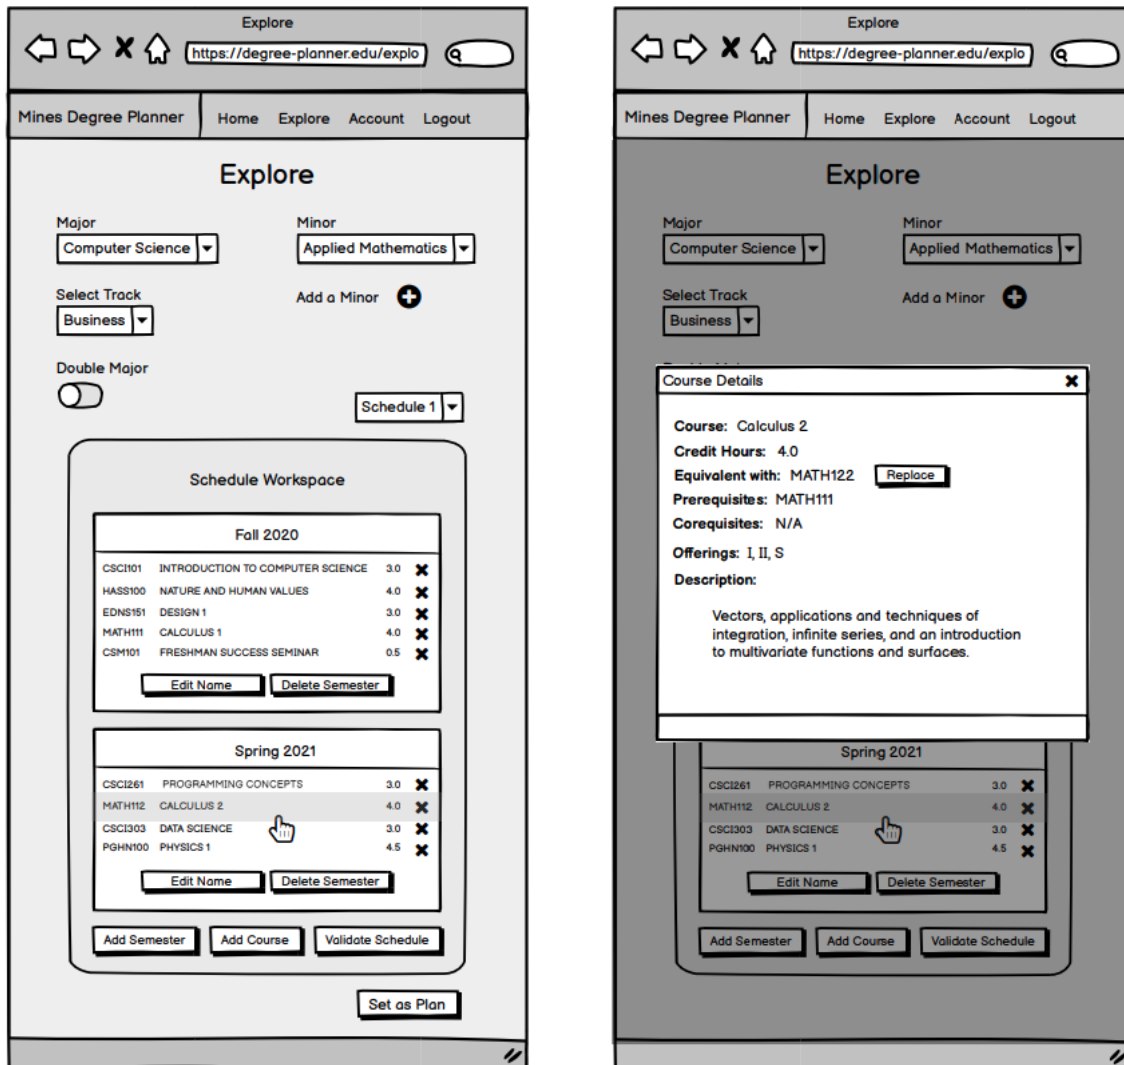 Explore
https://degree-planner.edu/explo
Mines Degree Planner Home Explore Account Logout
Explore
Major Minor
Computer Science Applied Mathematics
Select Track Add a Minor
Business
Double Major
Schedule 1
Schedule Workspace
Fall 2020
CSCI101 INTRODUCTION TO COMPUTER SCIENCE 3.0
HASS100 NATURE AND HUMAN VALUES 4.0
EDNS151 DESIGN 1 3.0
MATH111 CALCULUS 1 4.0
CSM101 FRESHMAN SUCCESS SEMINAR 0.5
Edit Name Delete Semester
Spring 2021
CSCI261 PROGRAMMING CONCEPTS 3.0
MATH112 CALCULUS 2 4.0
CSCI303 DATA SCIENCE 3.0
PGHN100 PHYSICS 1 4.5
Edit Name Delete Semester
Add Semester Add Course Validate Schedule
Set as Plan
Explore
https://degree-planner.edu/explo
Mines Degree Planner Home Explore Account Logout
Explore
Major Minor
Computer Science Applied Mathematics
Select Track Add a Minor
Business
Course Details
Course: Calculus 2
Credit Hours: 4.0
Equivalent with: MATH122 Replace
Prerequisites: MATH111
Corequisites: N/A
Offerings: I, II, S
Description:
Vectors, applications and techniques of
integration, infinite series, and an introduction
to multivariate functions and surfaces.
Spring 2021
CSCI261 PROGRAMMING CONCEPTS 3.0
MATH112 CALCULUS 2 4.0
CSCI303 DATA SCIENCE 3.0
PGHN100 PHYSICS 1 4.5
Edit Name Delete Semester
Add Semester Add Course Validate Schedule